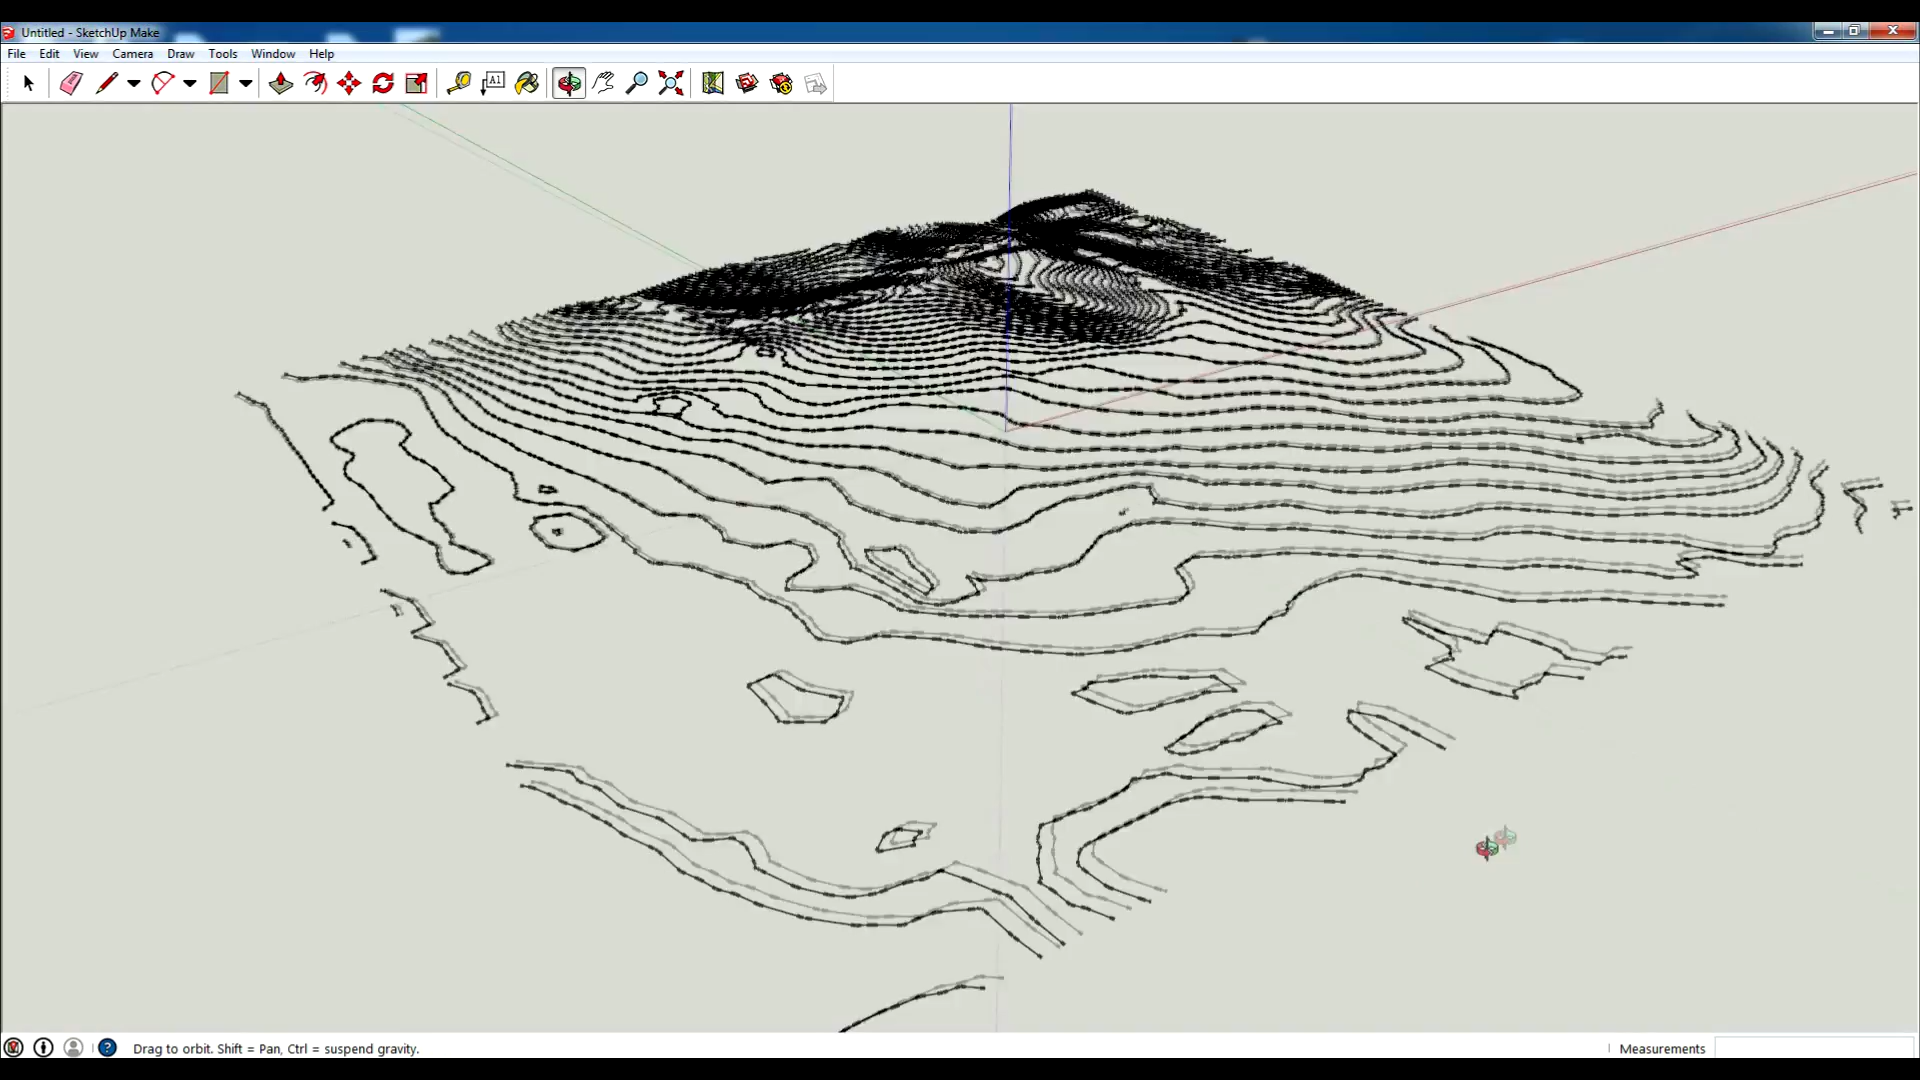 Untitled - SketchUp Make
File Edit View Camera Draw Tools Window Help
A1
Drag to orbit. Shift = Pan, Ctrl = suspend gravity.
Measurements